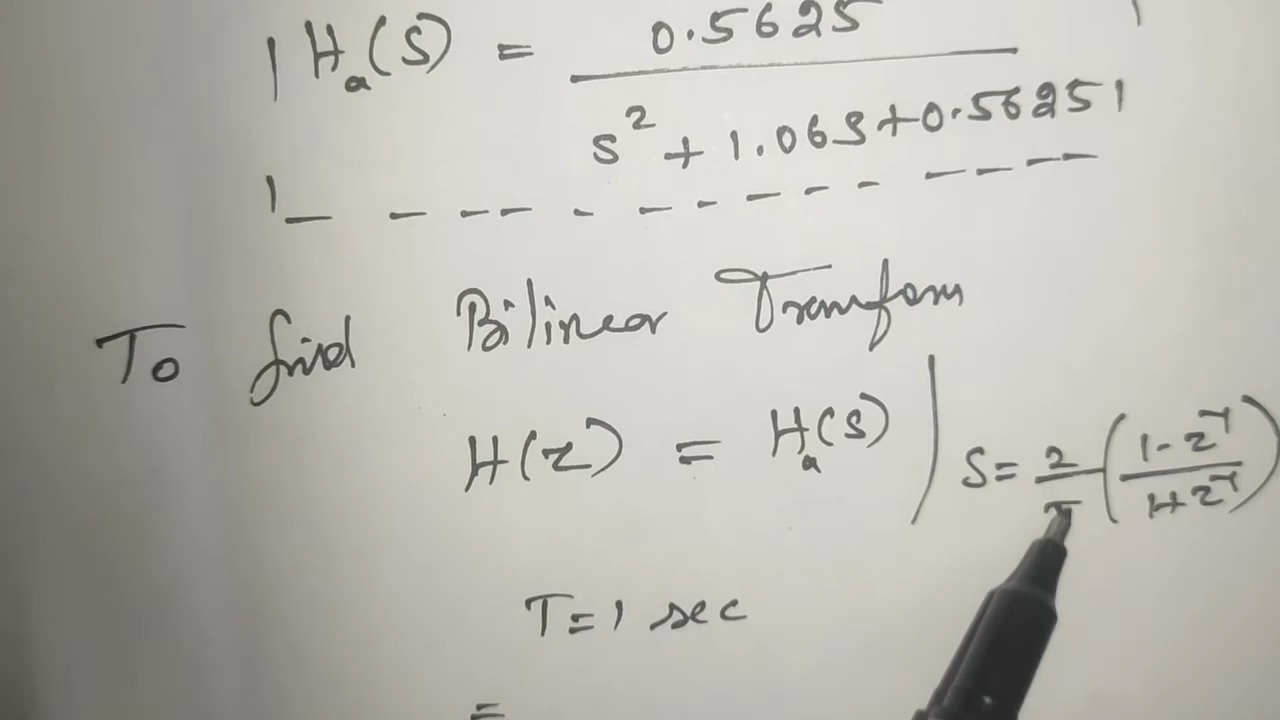 Ha(S) = 0.5625 / s² + 1.06s + 0.5625
To find Bilinear Transform
H(z) = Ha(s) | S = 2/T (1 - z⁻¹ / 1 + z⁻¹)
T = 1 sec
=